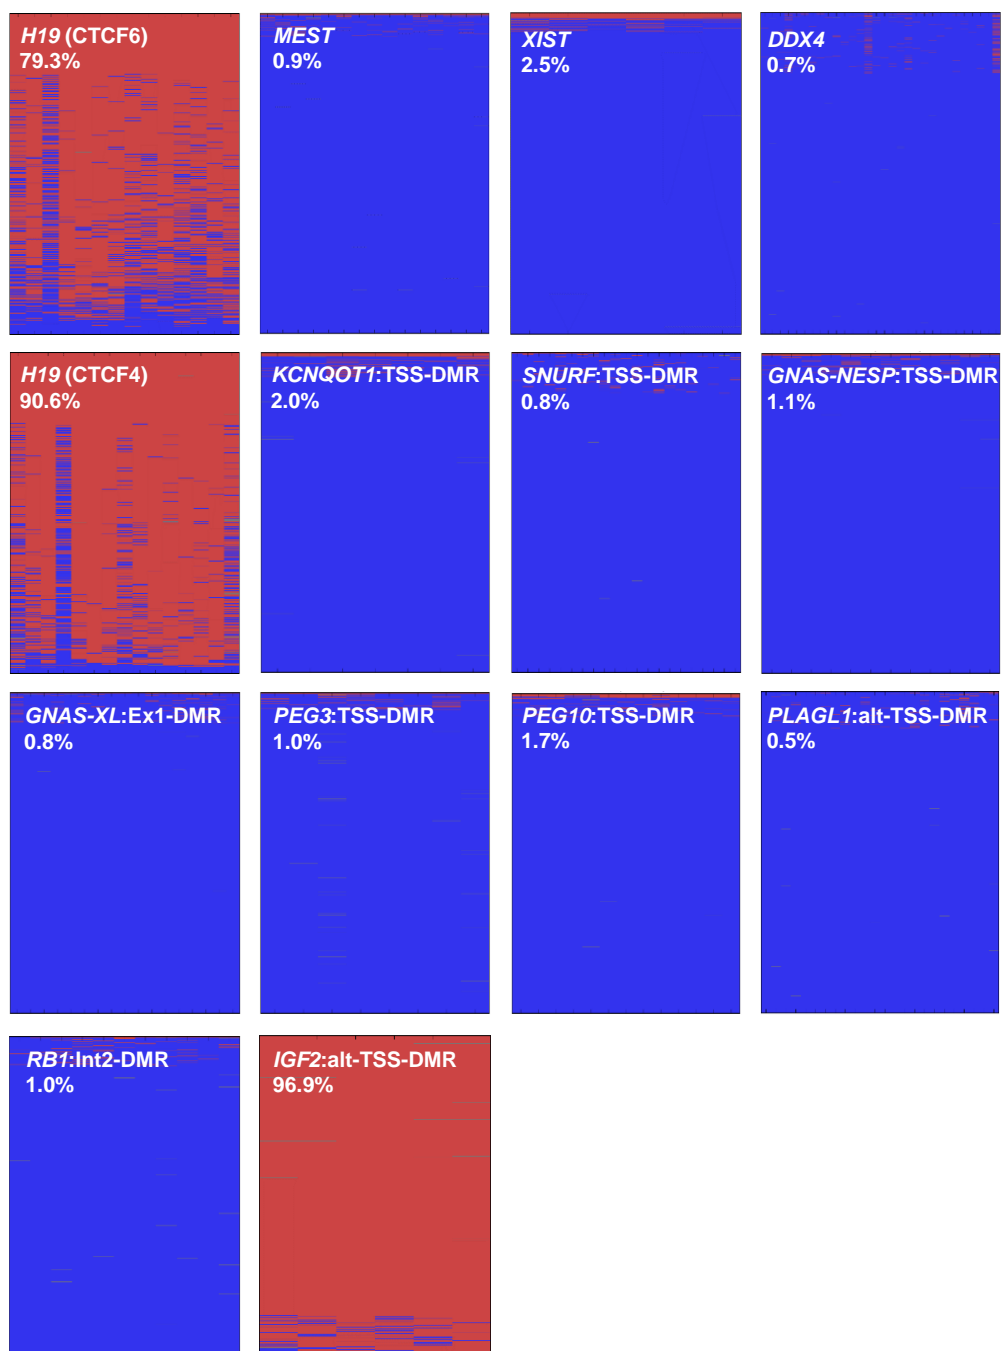 H19 (CTCF6)
79.3%
MEST
0.9%
XIST
2.5%
DDX4
0.7%
H19 (CTCF4)
90.6%
KCNQOT1:TSS-DMR
2.0%
SNURF:TSS-DMR
0.8%
GNAS-NESP:TSS-DMR
1.1%
GNAS-XL:Ex1-DMR
0.8%
PEG3:TSS-DMR
1.0%
PEG10:TSS-DMR
1.7%
PLAGL1:alt-TSS-DMR
0.5%
RB1:Int2-DMR
1.0%
IGF2:alt-TSS-DMR
96.9%